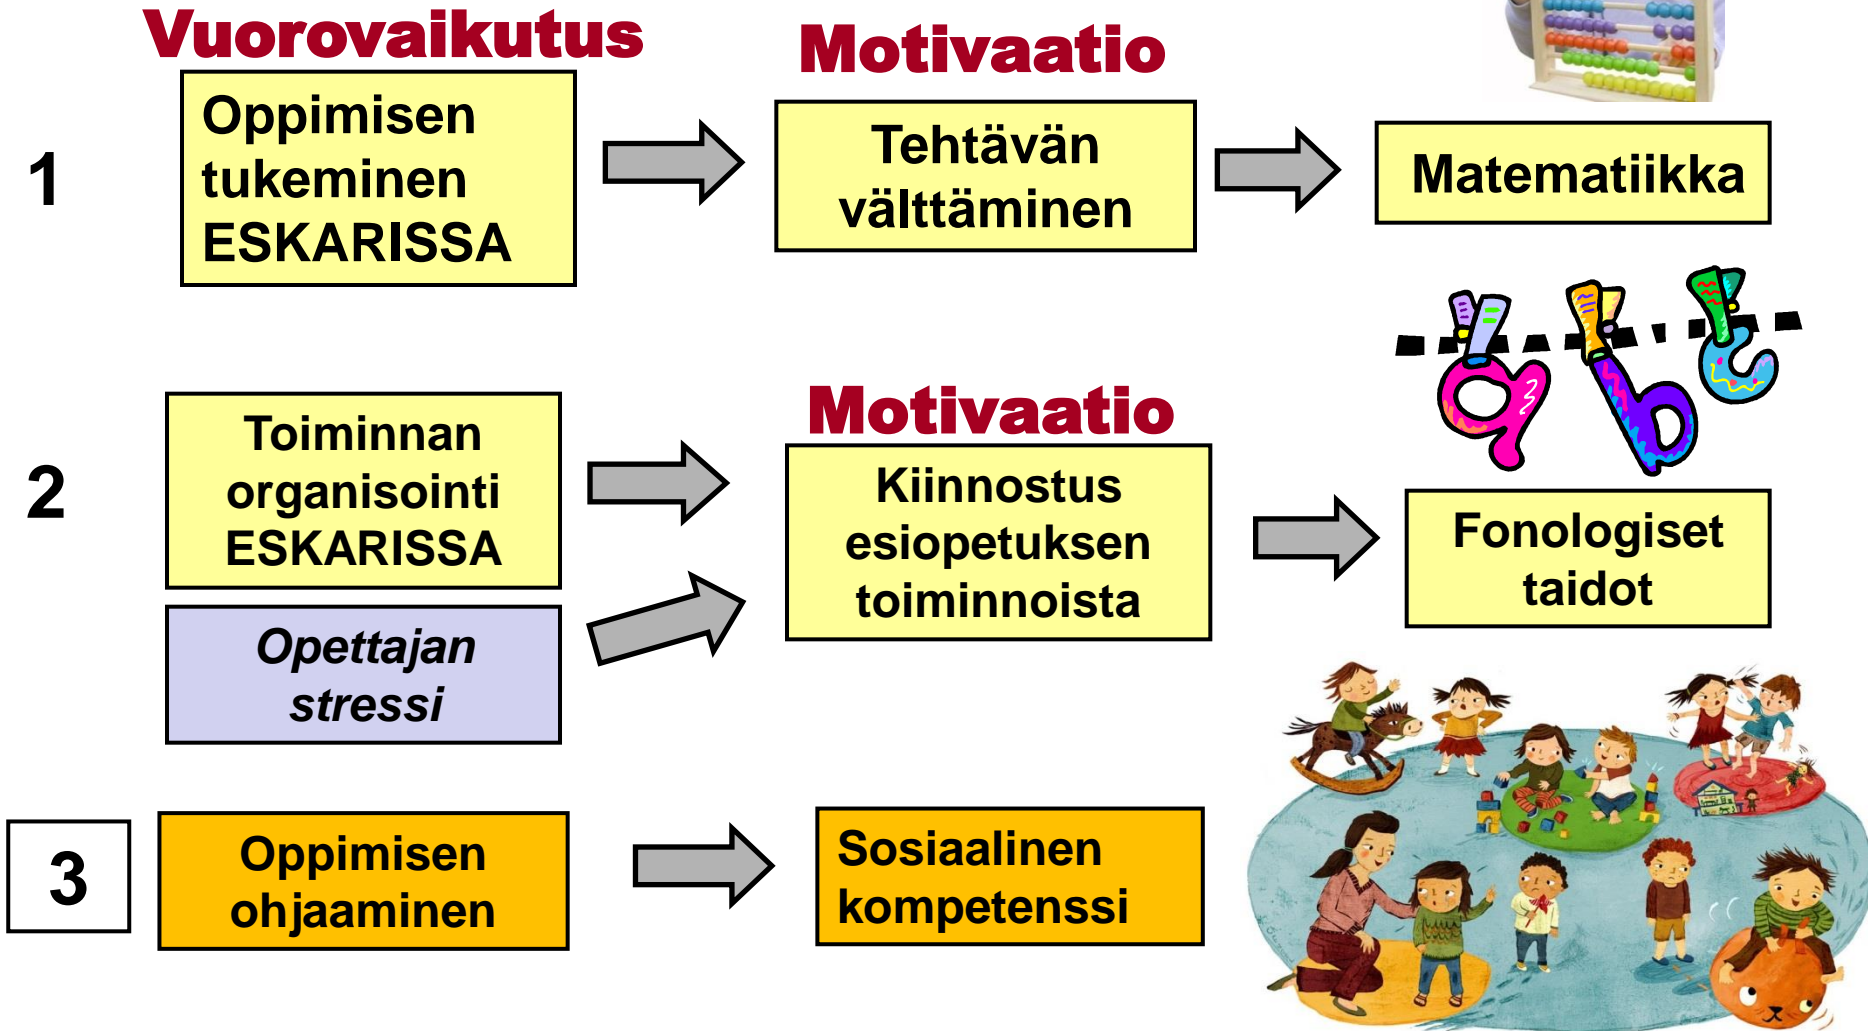 Vuorovaikutus
Motivaatio
1
Oppimisen
tukeminen
ESKARISSA
Tehtävän
välttäminen
Matematiikka
2
Toiminnan
organisointi
ESKARISSA
Opettajan
stressi
Motivaatio
Kiinnostus
esiopetuksen
toiminnoista
Fonologiset
taidot
3
Oppimisen
ohjaaminen
Sosiaalinen
kompetenssi